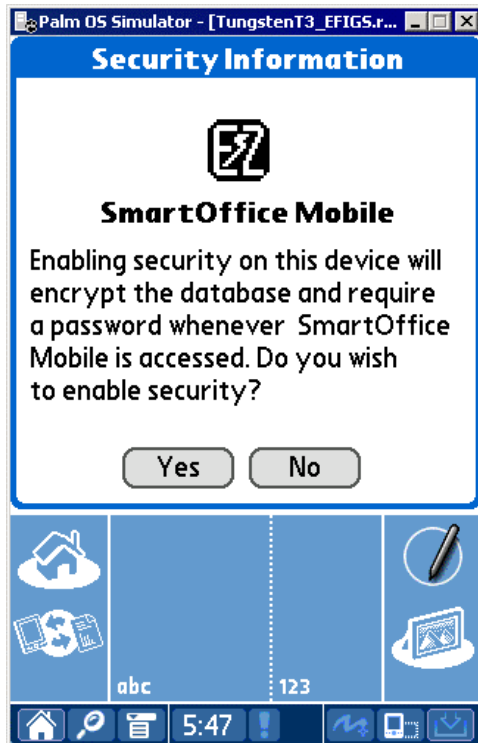 Palm OS Simulator - [TungstenT3_EFIGS.r...
Security Information
EZ
SmartOffice Mobile
Enabling security on this device will
encrypt the database and require
a password whenever  SmartOffice
Mobile is accessed. Do you wish
to enable security?
Yes No
abc 123
5:47